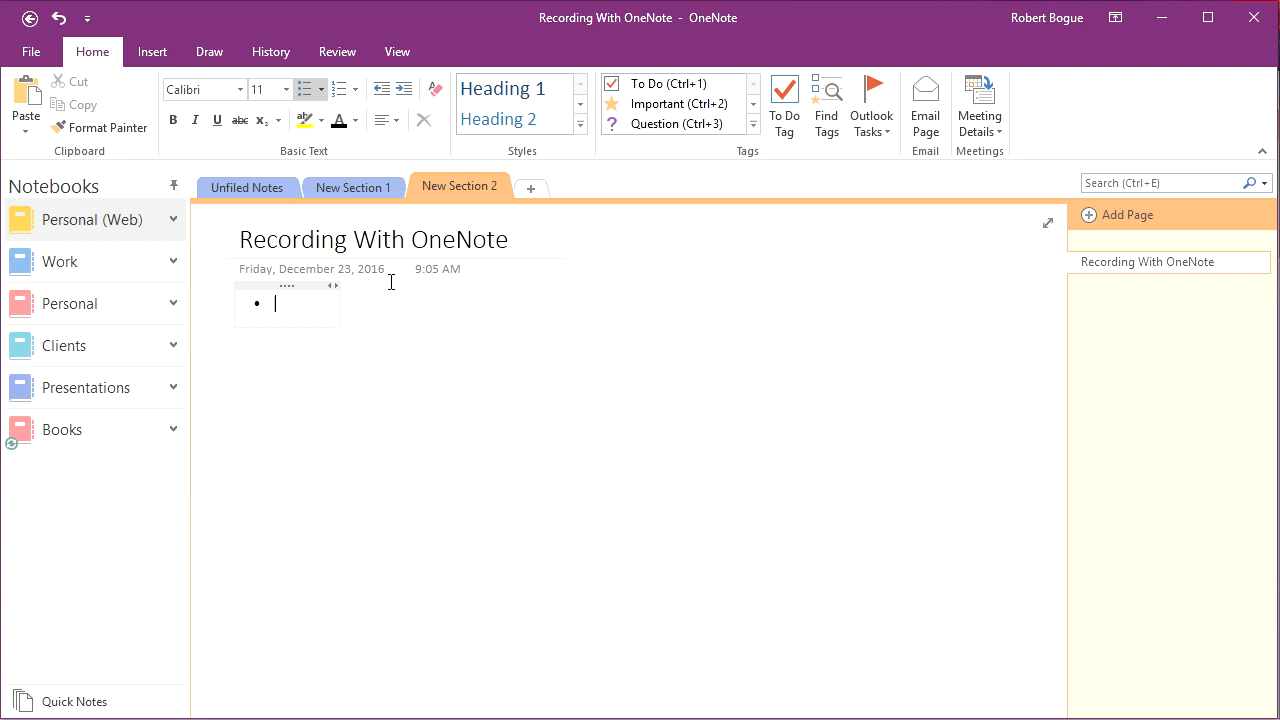 Recording With OneNote - OneNote
Robert Bogue
File Home Insert Draw History Review View
Paste
Cut
Copy
Format Painter
Clipboard
Calibri 11
B I U abc x₂ ab A
Basic Text
Heading 1
Heading 2
Styles
To Do (Ctrl+1)
Important (Ctrl+2)
? Question (Ctrl+3)
To Do Tag
Find Tags
Outlook Tasks
Tags
Email Page
Email
Meeting Details
Meetings
Notebooks
Unfiled Notes New Section 1 New Section 2 +
Search (Ctrl+E)
Personal (Web)
Work
Personal
Clients
Presentations
Books
Quick Notes
Recording With OneNote
Friday, December 23, 2016 9:05 AM
•
Add Page
Recording With OneNote